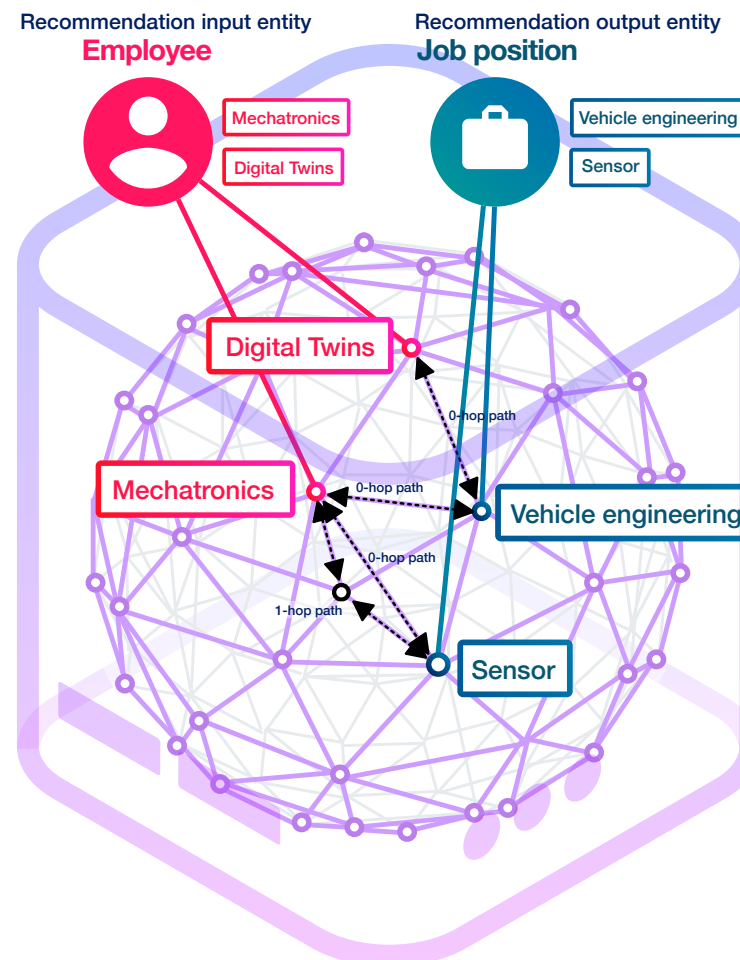 Recommendation input entity
Employee
Mechatronics
Digital Twins
Recommendation output entity
Job position
Vehicle engineering
Sensor
Digital Twins
0-hop path
Mechatronics
0-hop path
Vehicle engineering
0-hop path
1-hop path
Sensor